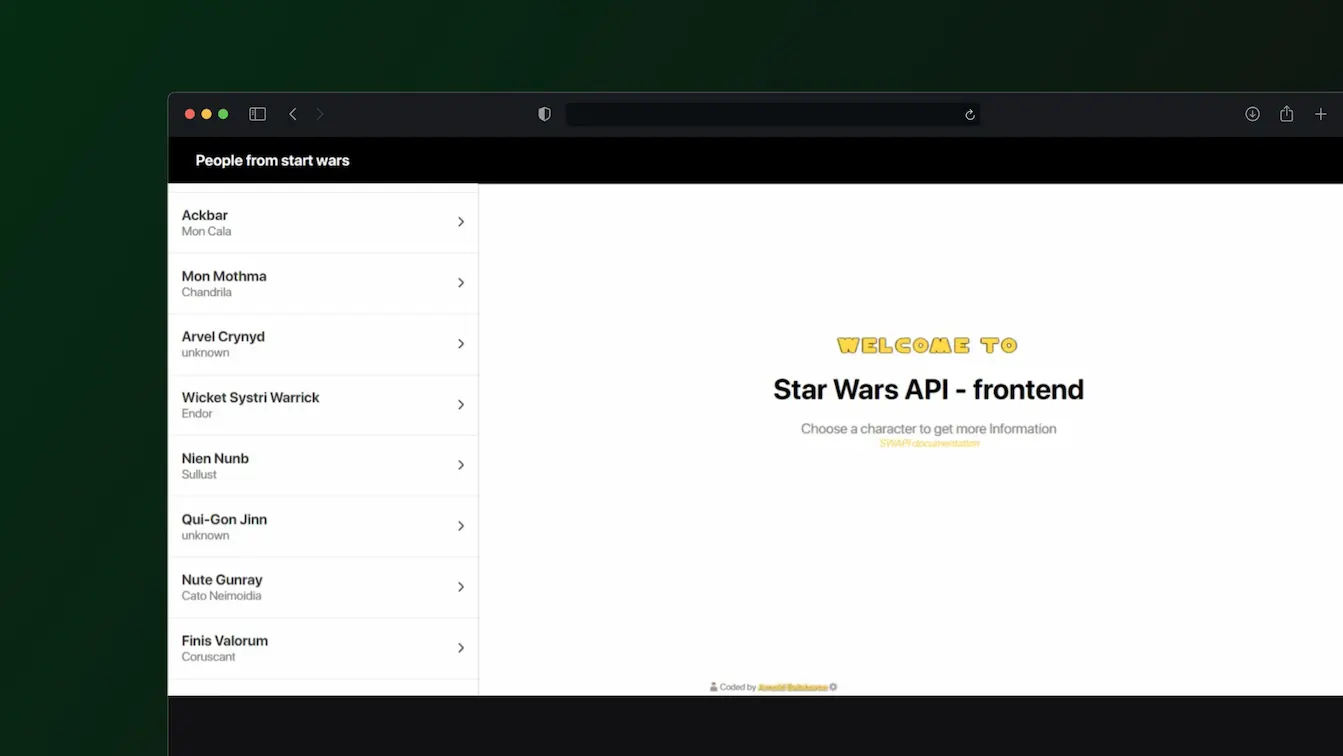 People from start wars
Ackbar
Mon Cala
Mon Mothma
Chandrila
Arvel Crynyd
unknown
Wicket Systri Warrick
Endor
Nien Nunb
Sullust
Qui-Gon Jinn
unknown
Nute Gunray
Cato Neimoidia
Finis Valorum
Coruscant
WELCOME TO
Star Wars API - frontend
Choose a character to get more Information
SWAPI documentation
Coded by